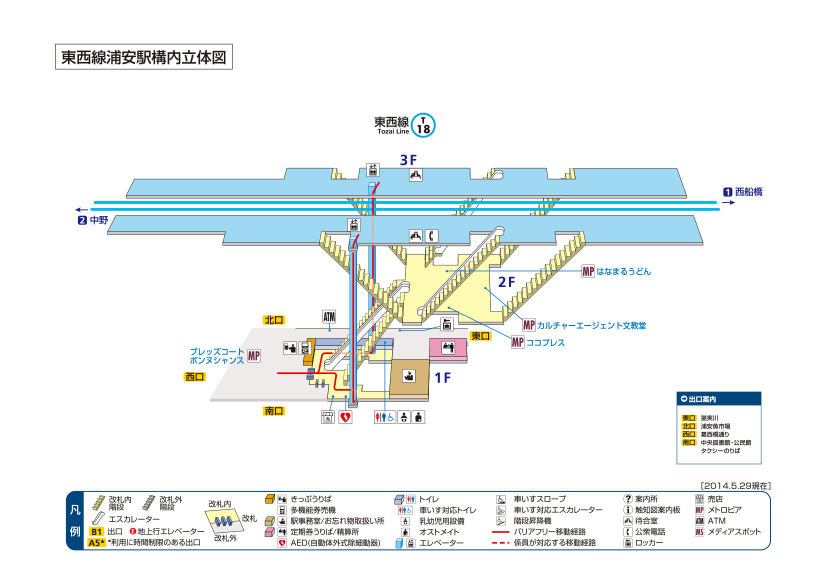 東西線浦安駅構内立体図
東西線
Tozai Line
T
18
3F
1 西船橋
2 中野
2F
MP はなまるうどん
MP カルチャーエージェント文教堂
MP ココプレス
北口
ATM
東口
ブレッズコート
ボンヌシャンス
MP
西口
1F
南口
出口案内
東口 猫実川
北口 浦安魚市場
西口 葛西橋通り
南口 中央図書館・公民館
タクシーのりば
[2014.5.29現在]
凡例
改札内
階段
改札外
階段
エスカレーター
B1 出口 E 地上行エレベーター
A5* *利用に時間制限のある出口
改札内
改札
改札外
きっぷうりば
多機能券売機
駅事務室/お忘れ物取扱い所
定期券うりば/精算所
AED(自動体外式除細動器)
トイレ
車いす対応トイレ
乳幼児用設備
オストメイト
エレベーター
車いすスロープ
車いす対応エスカレーター
階段昇降機
バリアフリー移動経路
係員が対応する移動経路
? 案内所
i 触知図案内板
待合室
公衆電話
ロッカー
売店
MP メトロピア
ATM ATM
MS メディアスポット